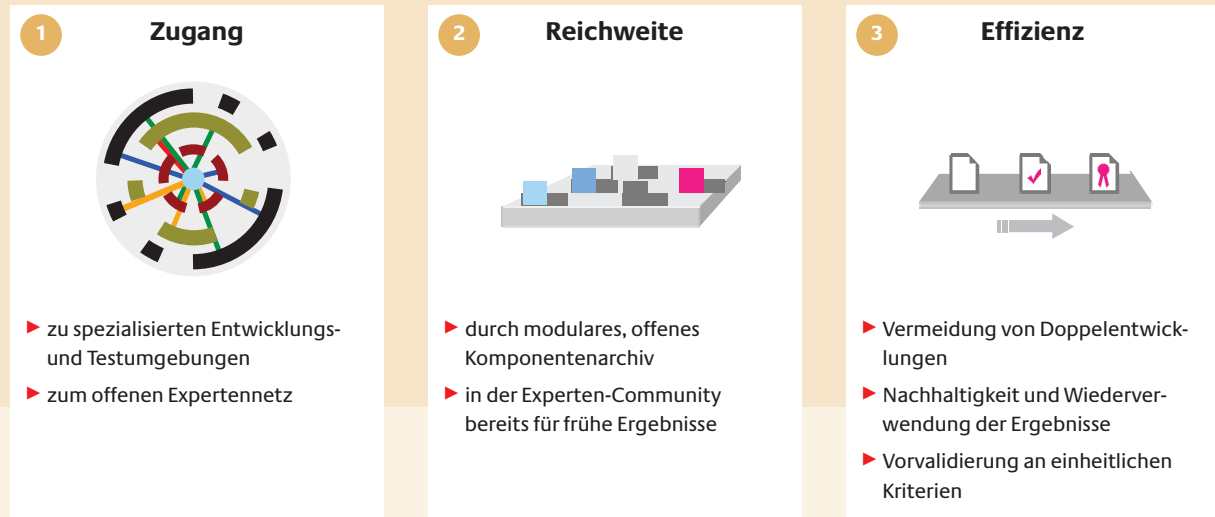 1
Zugang
► zu spezialisierten Entwicklungs-
und Testumgebungen
► zum offenen Expertennetz
2
Reichweite
► durch modulares, offenes
Komponentenarchiv
► in der Experten-Community
bereits für frühe Ergebnisse
3
Effizienz
► Vermeidung von Doppelentwick-
lungen
► Nachhaltigkeit und Wiederver-
wendung der Ergebnisse
► Vorvalidierung an einheitlichen
Kriterien